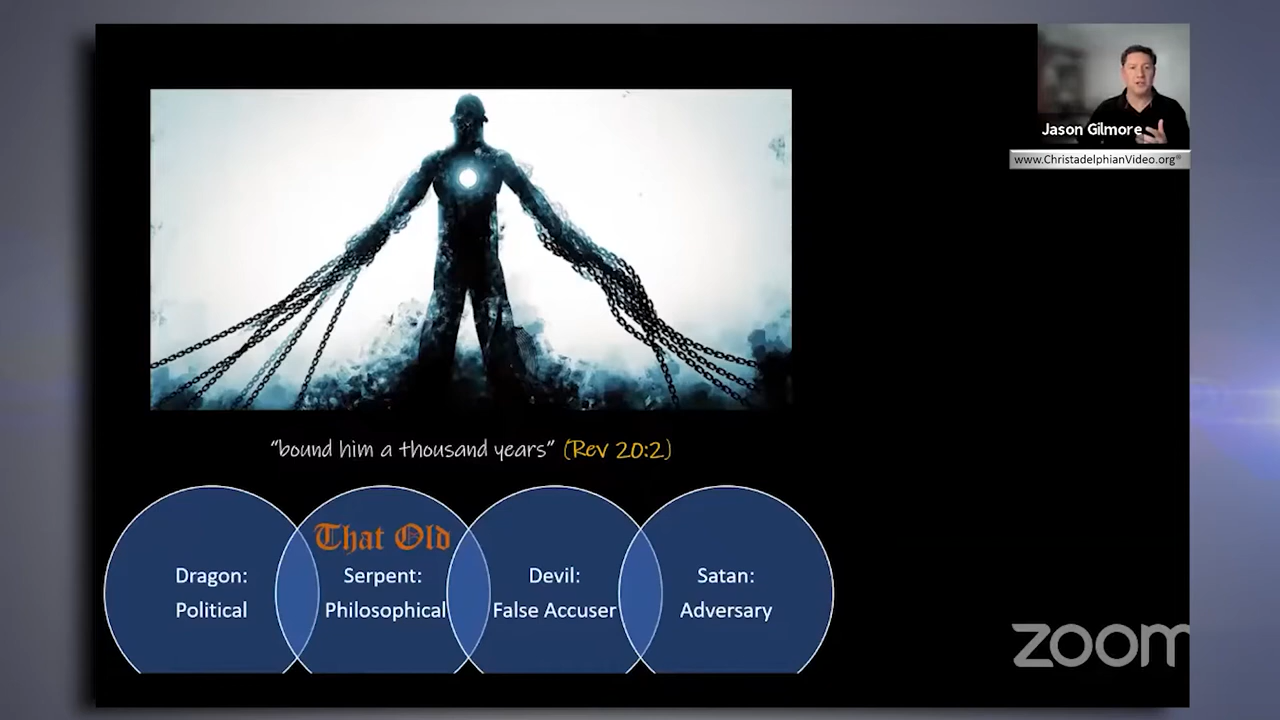 Jason Gilmore
www.ChristadelphianVideo.org®
"bound him a thousand years" (Rev 20:2)
Dragon:
Political
That Old
Serpent:
Philosophical
Devil:
False Accuser
Satan:
Adversary
zoom